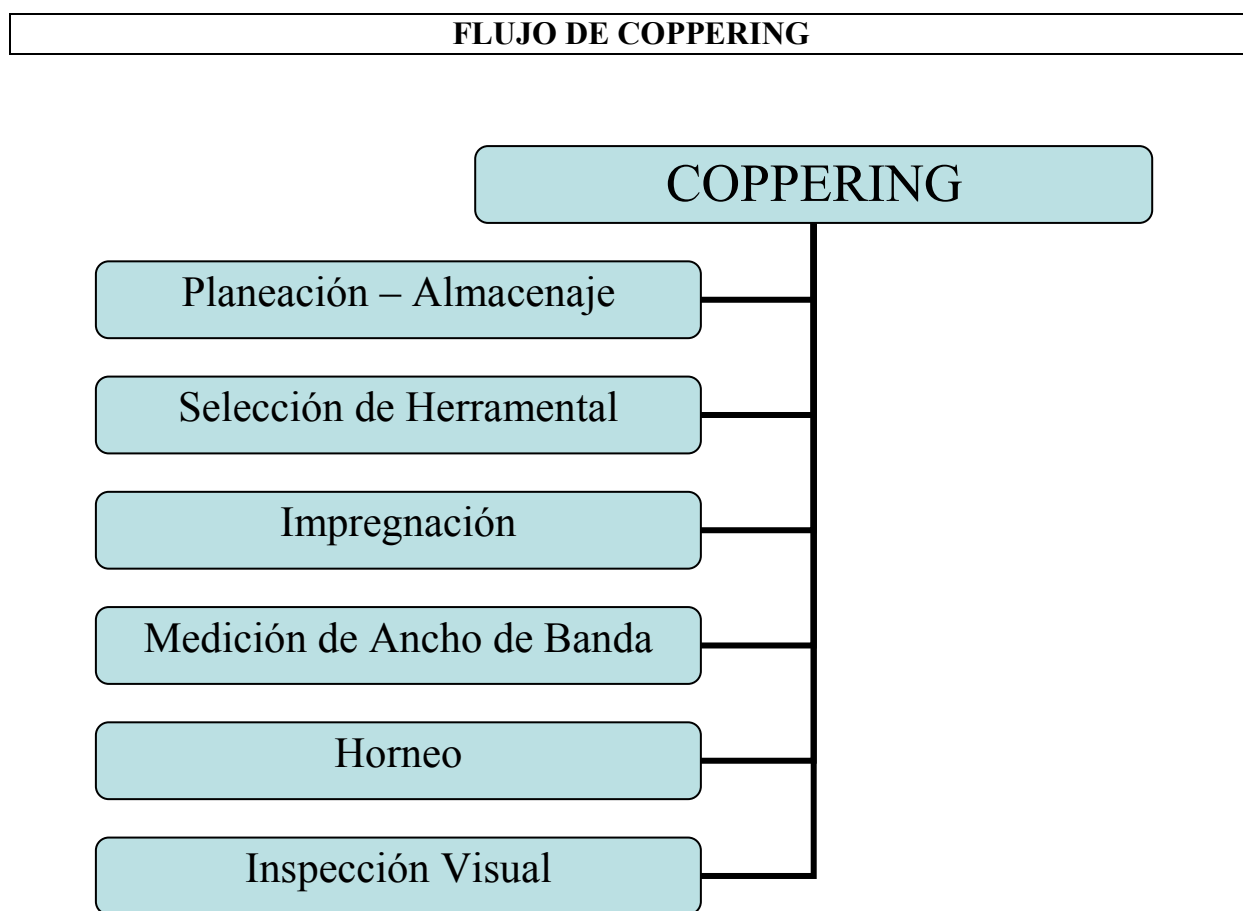 FLUJO DE COPPERING
COPPERING
Planeación – Almacenaje
Selección de Herramental
Impregnación
Medición de Ancho de Banda
Horneo
Inspección Visual